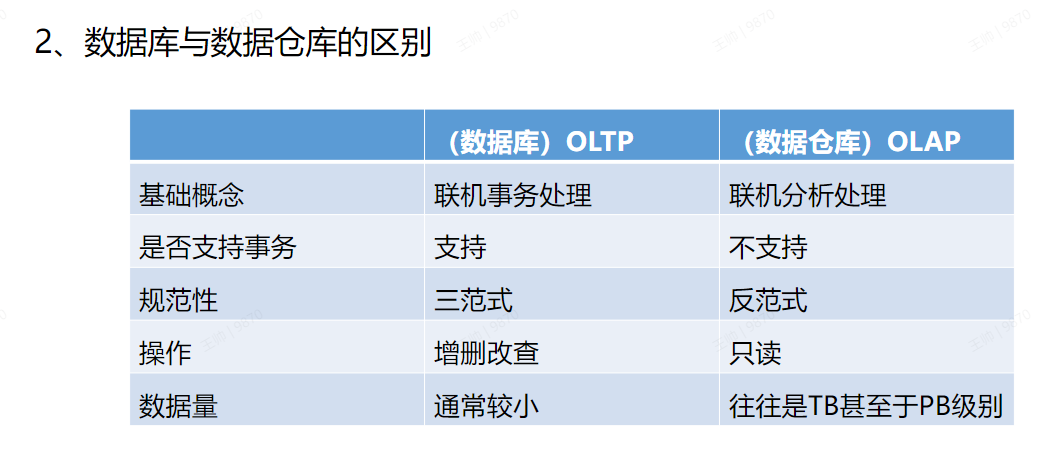 2、数据库与数据仓库的区别
（数据库）OLTP （数据仓库）OLAP
基础概念 联机事务处理 联机分析处理
是否支持事务 支持 不支持
规范性 三范式 反范式
操作 增删改查 只读
数据量 通常较小 往往是TB甚至于PB级别